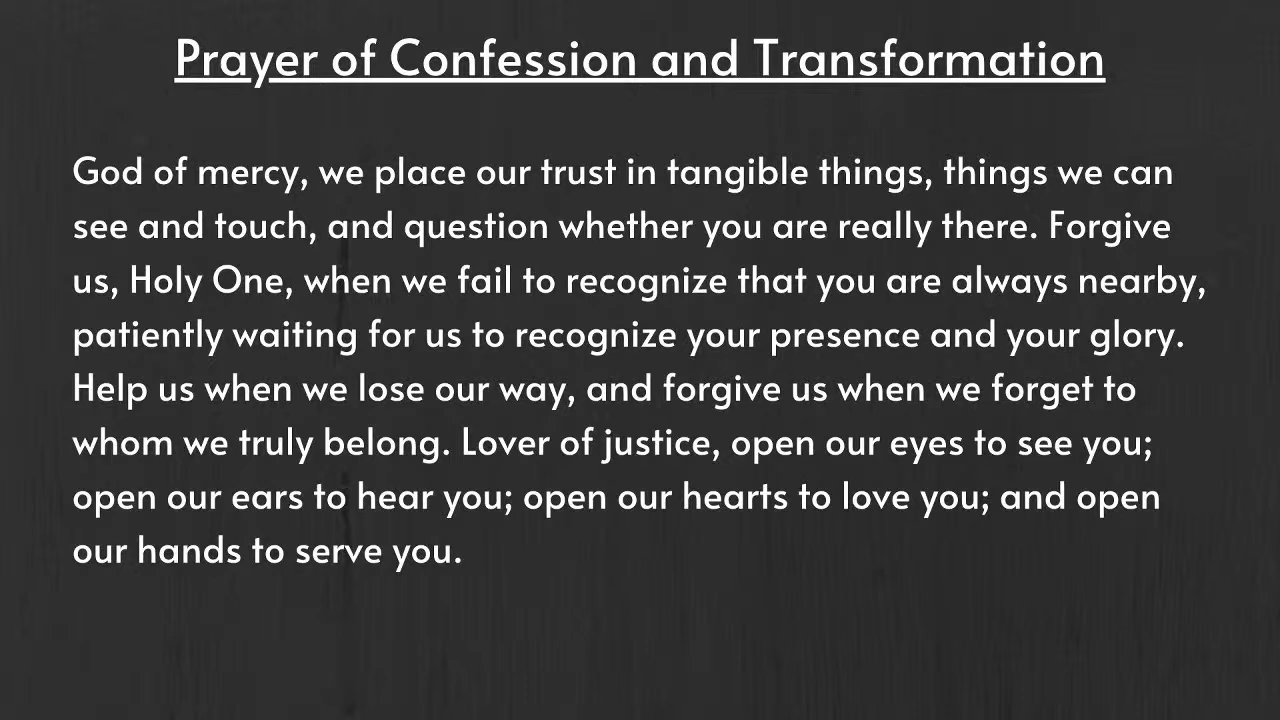 Prayer of Confession and Transformation
God of mercy, we place our trust in tangible things, things we can
see and touch, and question whether you are really there. Forgive
us, Holy One, when we fail to recognize that you are always nearby,
patiently waiting for us to recognize your presence and your glory.
Help us when we lose our way, and forgive us when we forget to
whom we truly belong. Lover of justice, open our eyes to see you;
open our ears to hear you; open our hearts to love you; and open
our hands to serve you.